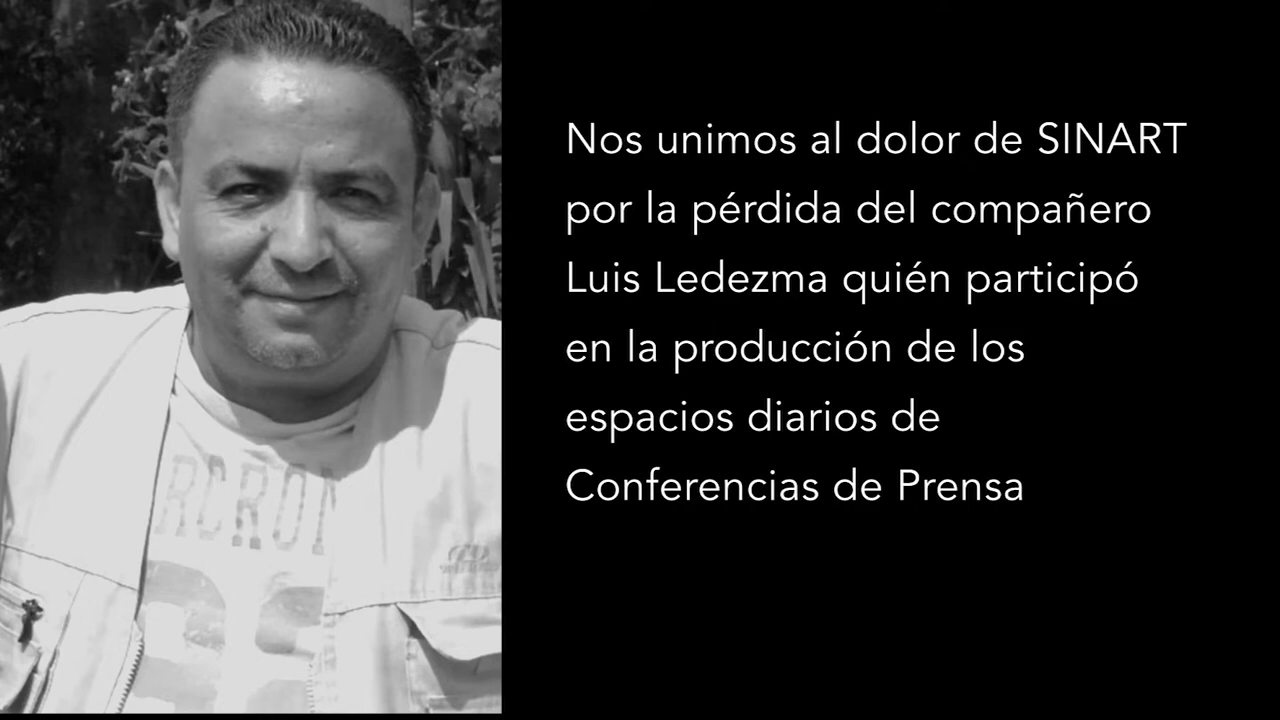 Nos unimos al dolor de SINART
por la pérdida del compañero
Luis Ledezma quién participó
en la producción de los
espacios diarios de
Conferencias de Prensa